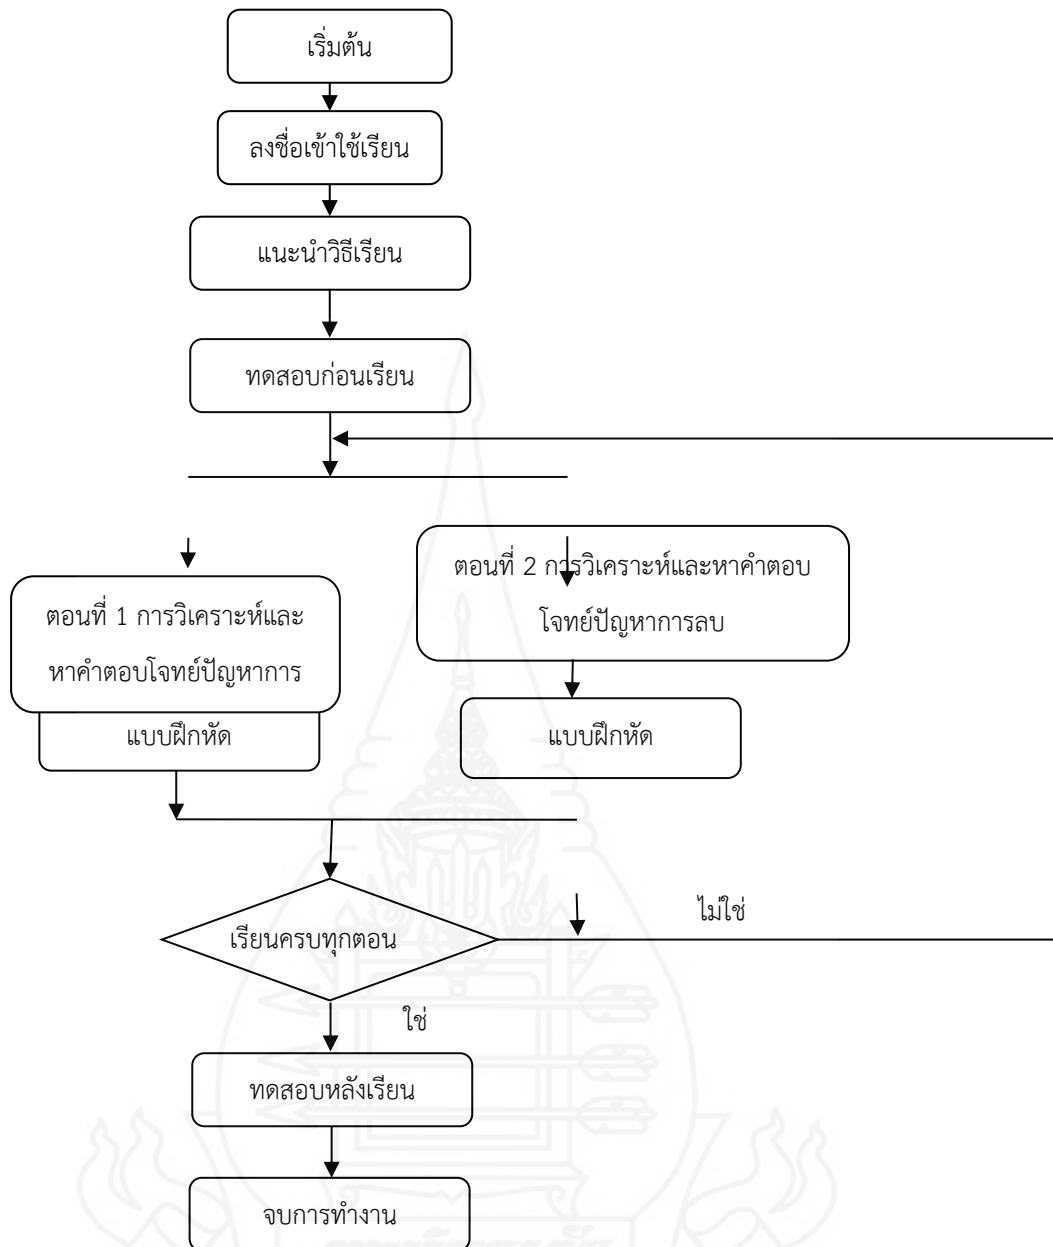 เริ่มต้น
ลงชื่อเข้าใช้เรียน
แนะนำวิธีเรียน
ทดสอบก่อนเรียน
ตอนที่ 1 การวิเคราะห์และ
หาคำตอบโจทย์ปัญหาการ
แบบฝึกหัด
ตอนที่ 2 การวิเคราะห์และหาคำตอบ
โจทย์ปัญหาการลบ
แบบฝึกหัด
เรียนครบทุกตอน
ไม่ใช่
ใช่
ทดสอบหลังเรียน
จบการทำงาน